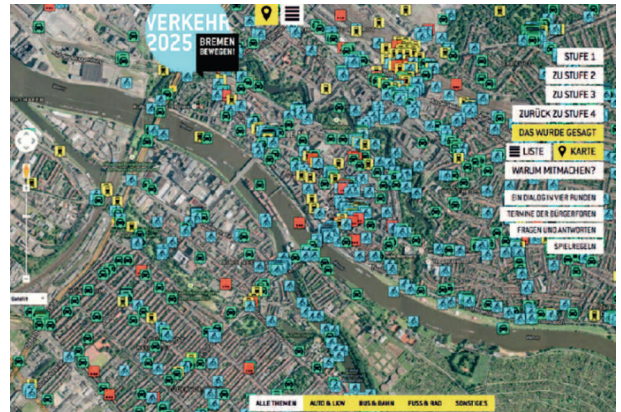 VERKEHR
2025
BREMEN
BEWEGEN!
STUFE 1
ZU STUFE 2
ZU STUFE 3
ZURÜCK ZU STUFE 4
DAS WURDE GESAGT
LISTE
KARTE
WARUM MITMACHEN?
EIN DIALOG IN VIER RUNDEN
TERMINE DER BÜRGERFOREN
FRAGEN UND ANTWORTEN
SPIELREGELN
ALLE THEMEN
AUTO & LKW
BUS & BAHN
FUSS & RAD
SONSTIGES